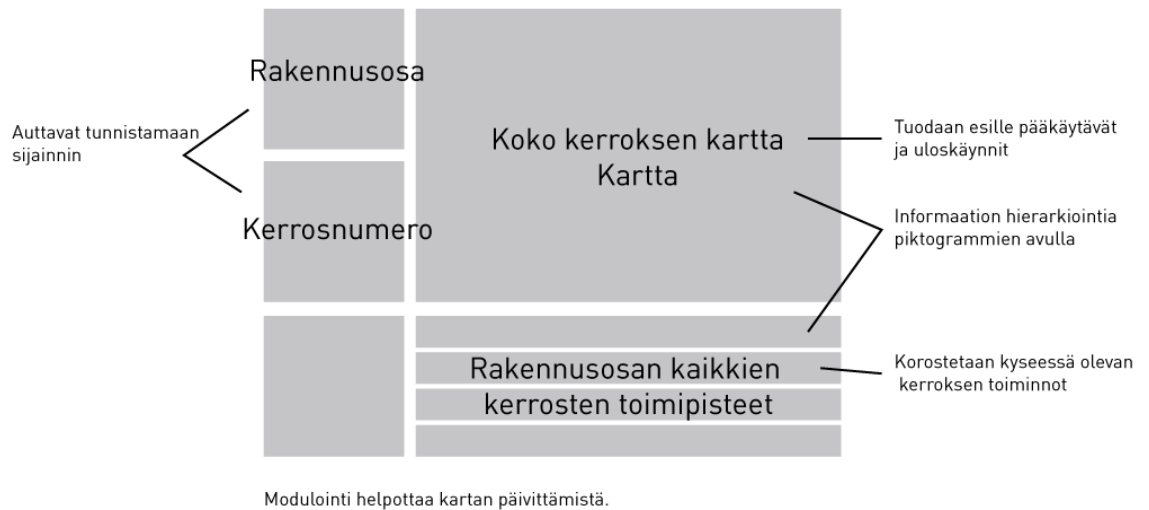 Rakennusosa
Auttavat tunnistamaan
sijainnin
Kerrosnumero
Koko kerroksen kartta
Kartta
Tuodaan esille pääkäytävät
ja uloskäynnit
Informaation hierarkiointia
piktogrammien avulla
Rakennusosan kaikkien
kerrosten toimipisteet
Korostetaan kyseessä olevan
kerroksen toiminnot
Modulointi helpottaa kartan päivittämistä.